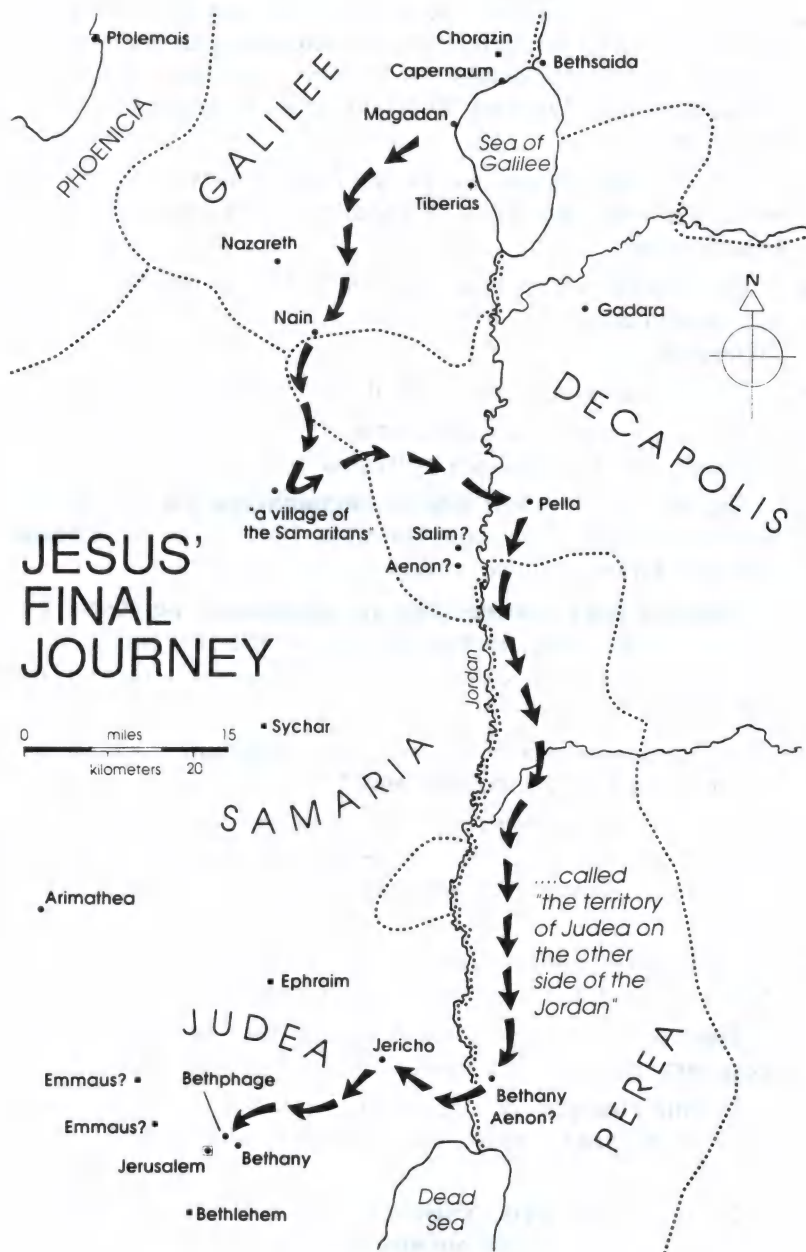 Ptolemais
PHOENICIA
GALILEE
Chorazin
Capernaum
Bethsaida
Magadan
Sea of
Galilee
Tiberias
Nazareth
Nain
N
Gadara
DECAPOLIS
"a village of
the Samaritans"
Pella
Salim?
Aenon?
JESUS'
FINAL
JOURNEY
Jordan
0 miles 15
kilometers 20
Sychar
SAMARIA
Arimathea
....called
"the territory
of Judea on
the other
side of the
Jordan"
Ephraim
JUDEA
Jericho
PEREA
Emmaus?
Bethphage
Bethany
Aenon?
Emmaus?
Jerusalem
Bethany
Bethlehem
Dead
Sea